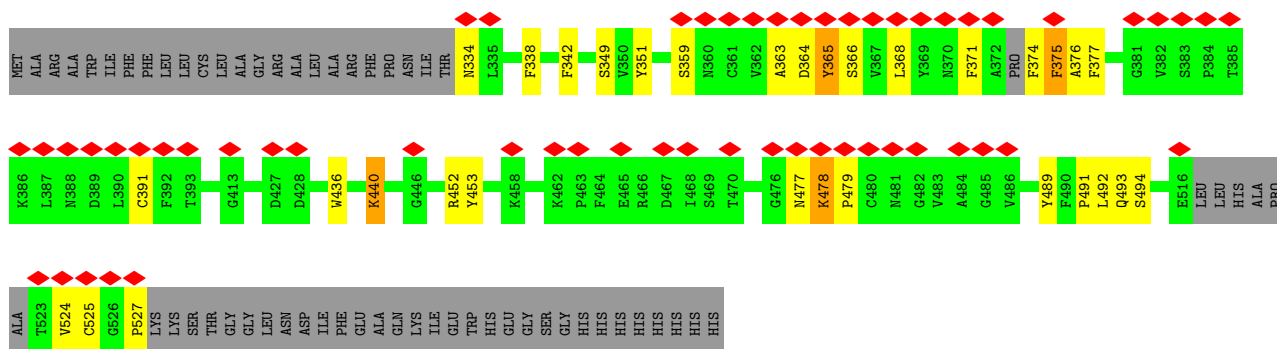 MET ALA ARG ALA TRP ILE PHE PHE LEU LEU CYS LEU ALA GLY ARG ALA LEU ALA ARG PHE PRO ASN ILE THR N334 L335 F338 F342 S349 V350 Y351 S359 N360 C361 V362 A363 D364 Y365 S366 V367 L368 Y369 N370 F371 A372 PRO F374 F375 A376 F377 G381 V382 S383 P384 T385
K386 L387 N388 D389 L390 C391 F392 T393 G413 D427 D428 W436 K440 G446 R452 Y453 K458 K462 P463 F464 E465 R466 D467 I468 S469 T470 G476 N477 K478 P479 C480 N481 G482 V483 A484 G485 V486 Y489 F490 P491 L492 Q493 S494 E516 LEU LEU HIS ALA PRO
ALA T523 V524 C525 G526 P527 LYS LYS SER THR GLY GLY LEU ASN ASP ILE PHE GLU ALA GLN LYS ILE GLU TRP HIS GLU GLY SER GLY HIS HIS HIS HIS HIS HIS HIS HIS